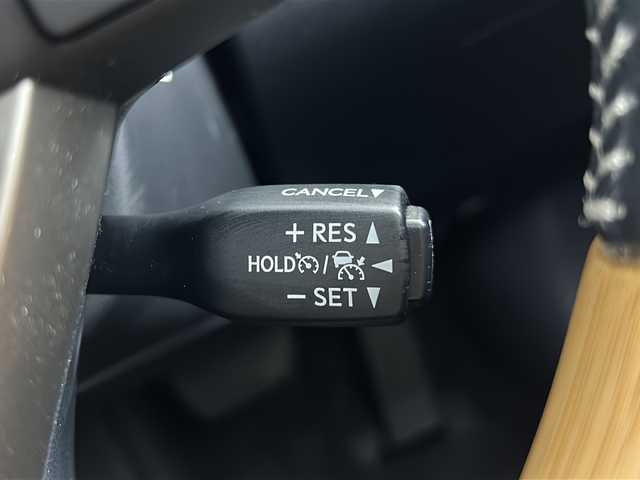 CANCEL▼
+ RES ▲
HOLD / ◀
− SET ▼